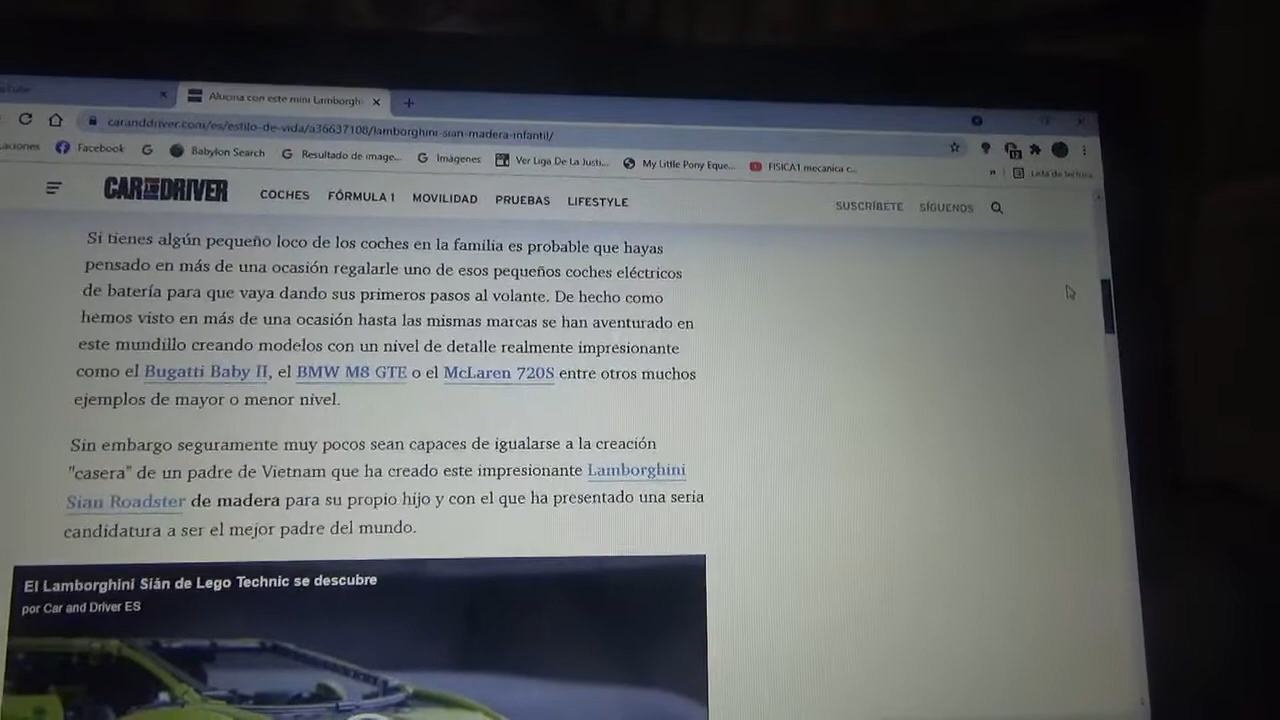 Alucina con este mini Lamborgh
caranddriver.com/es/estilo-de-vida/a36637108/lamborghini-sian-madera-infantil/
aciones Facebook Babylon Search Resultado de image... Imágenes Ver Liga De La Justi... My Little Pony Eque... FISICA1 mecanica c...
» Lista de lectura
CAR AND DRIVER COCHES FÓRMULA 1 MOVILIDAD PRUEBAS LIFESTYLE SUSCRÍBETE SÍGUENOS
Si tienes algún pequeño loco de los coches en la familia es probable que hayas
pensado en más de una ocasión regalarle uno de esos pequeños coches eléctricos
de batería para que vaya dando sus primeros pasos al volante. De hecho como
hemos visto en más de una ocasión hasta las mismas marcas se han aventurado en
este mundillo creando modelos con un nivel de detalle realmente impresionante
como el Bugatti Baby II, el BMW M8 GTE o el McLaren 720S entre otros muchos
ejemplos de mayor o menor nivel.
Sin embargo seguramente muy pocos sean capaces de igualarse a la creación
"casera" de un padre de Vietnam que ha creado este impresionante Lamborghini
Sian Roadster de madera para su propio hijo y con el que ha presentado una seria
candidatura a ser el mejor padre del mundo.
El Lamborghini Sián de Lego Technic se descubre
por Car and Driver ES